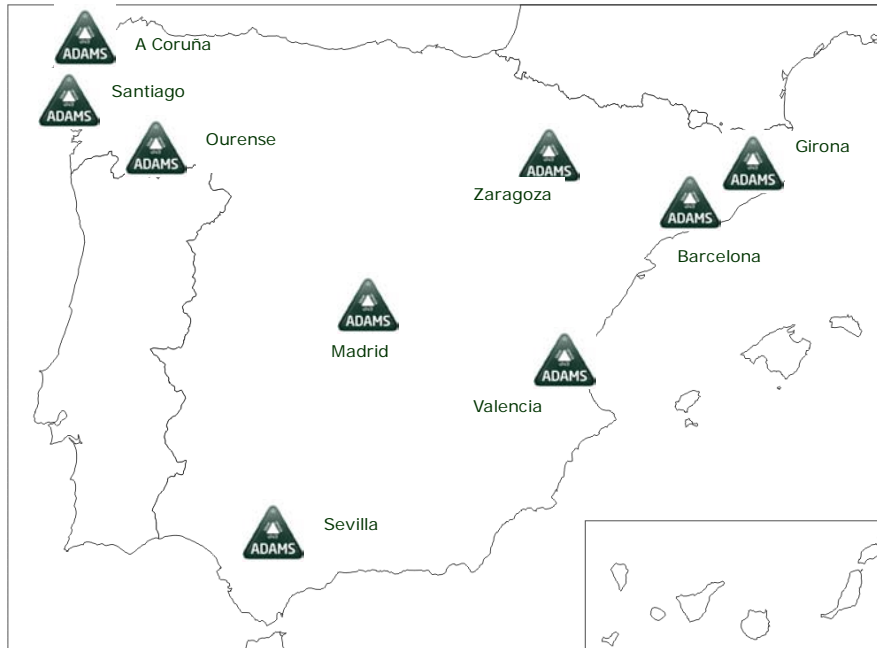 ADAMS
A Coruña
ADAMS
Santiago
ADAMS
Ourense
ADAMS
Zaragoza
ADAMS
Girona
ADAMS
Barcelona
ADAMS
Madrid
ADAMS
Valencia
ADAMS
Sevilla